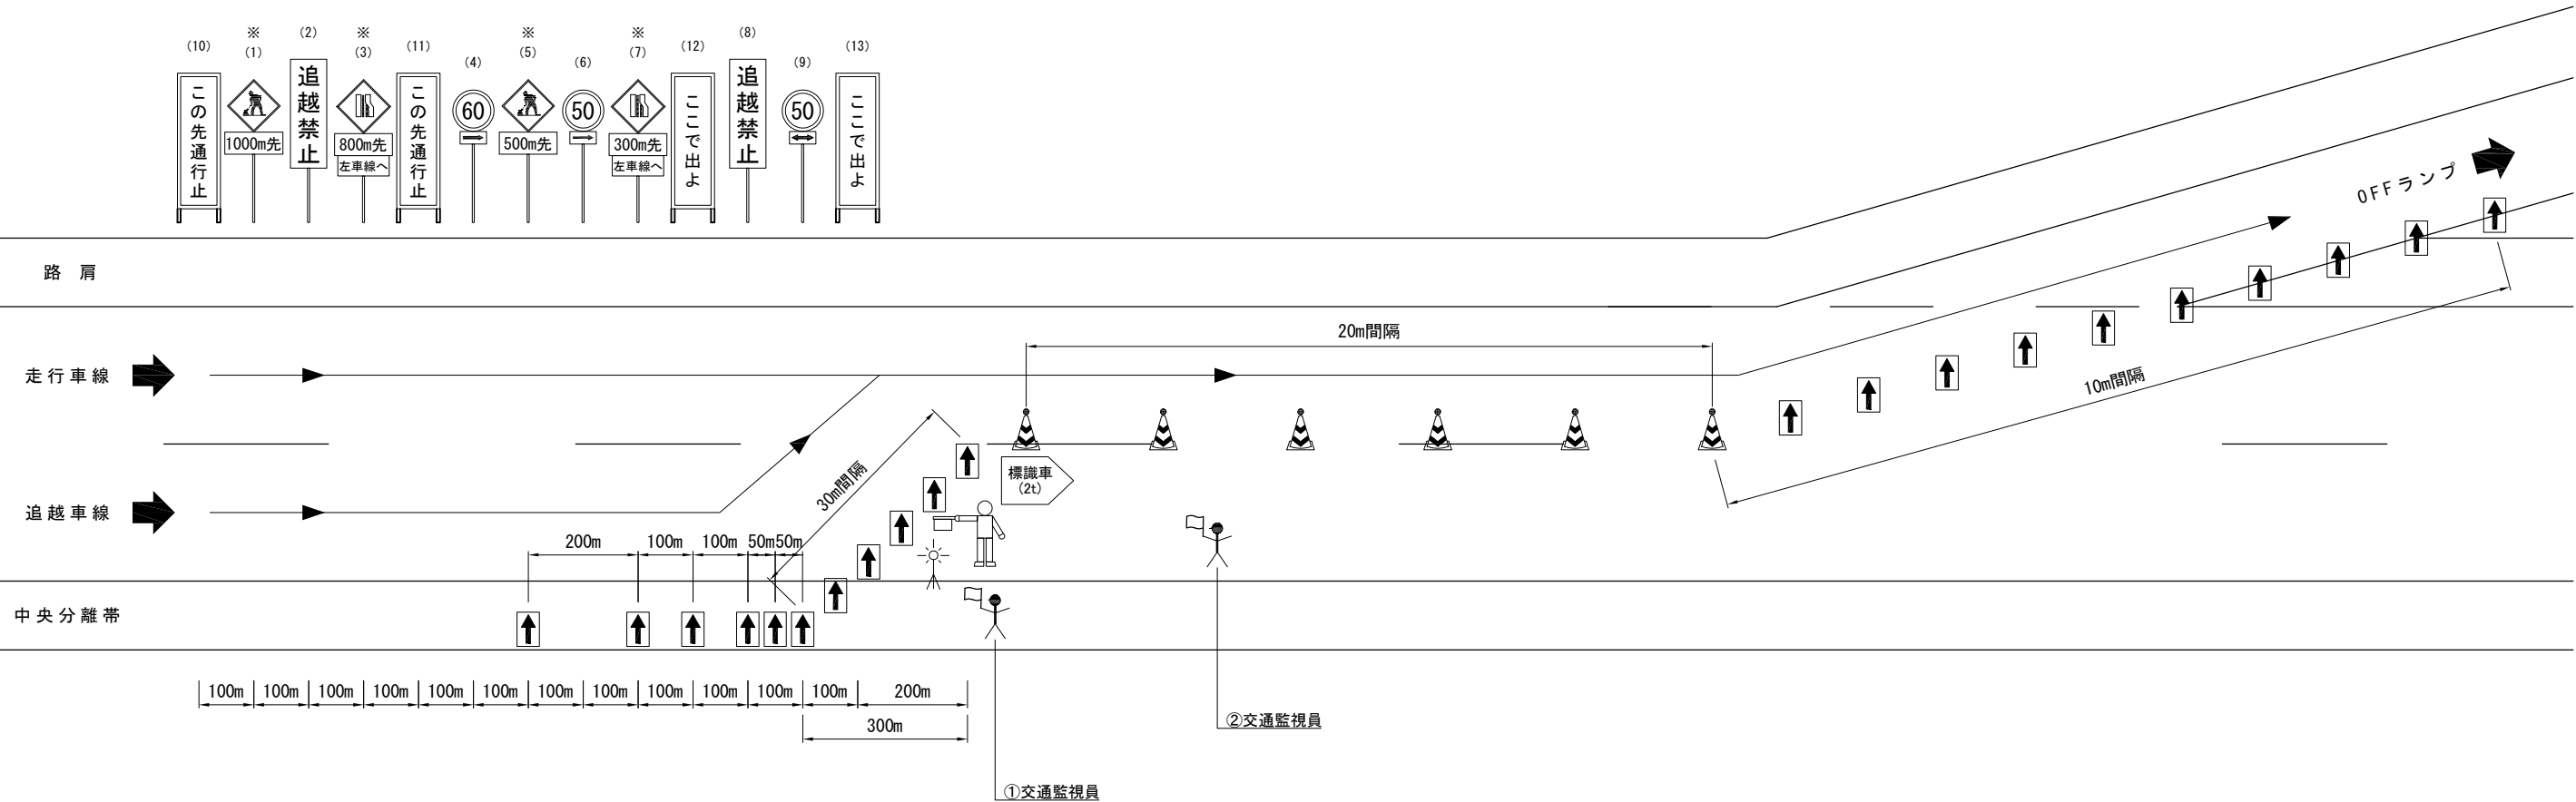 (10)
※
(1)
(2)
※
(3)
(11)
(4)
※
(5)
(6)
※
(7)
(12)
(8)
(9)
(13)
この先通行止
1000m先
追越禁止
800m先
左車線へ
この先通行止
60
500m先
50
300m先
左車線へ
ここで出よ
追越禁止
50
ここで出よ
OFFランプ
路肩
20m間隔
走行車線
10m間隔
30m間隔
標識車
(2t)
追越車線
200m
100m
100m
50m
50m
中央分離帯
100m
100m
100m
100m
100m
100m
100m
100m
100m
100m
100m
100m
200m
300m
②交通監視員
①交通監視員